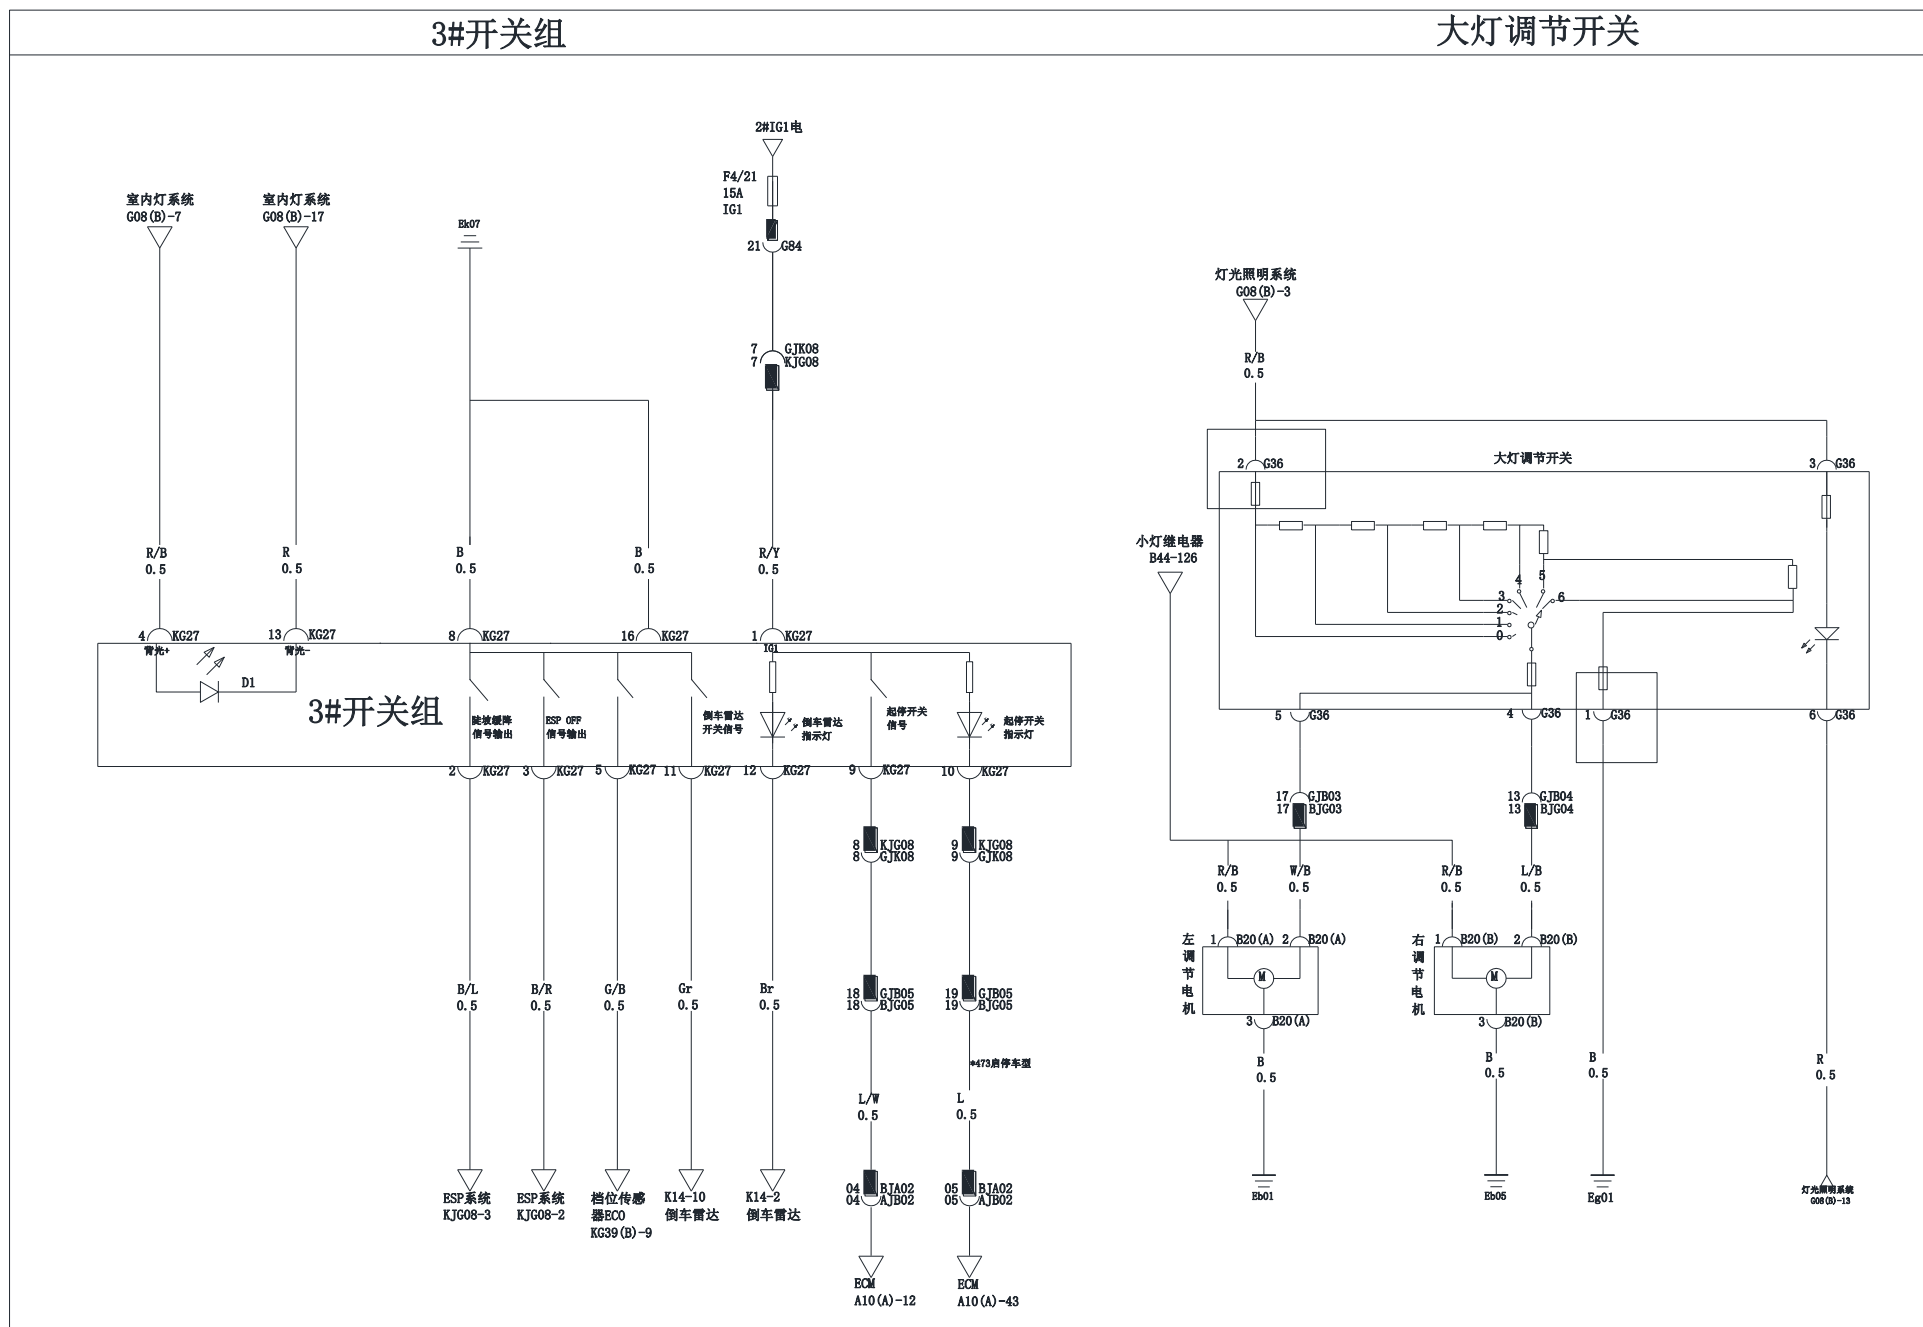 3#开关组
大灯调节开关
2#IG1电
F4/21
15A
IG1
21 G84
室内灯系统
G08(B)-7
室内灯系统
G08(B)-17
Ek07
7 GJK08
7 KJG08
灯光照明系统
G08(B)-3
R/B
0.5
2 G36
大灯调节开关
3 G36
小灯继电器
B44-126
R/B
0.5
R
0.5
B
0.5
B
0.5
R/Y
0.5
4
5
3
6
2
1
0
4 KG27
13 KG27
8 KG27
16 KG27
1 KG27
背光+
背光-
IG1
D1
3#开关组
陡坡缓降
信号输出
ESP OFF
信号输出
倒车雷达
开关信号
倒车雷达
指示灯
起停开关
信号
起停开关
指示灯
5 G36
4 G36
1 G36
6 G36
2 KG27
3 KG27
5 KG27
11 KG27
12 KG27
9 KG27
10 KG27
17 GJB03
17 BJG03
13 GJB04
13 BJG04
8 KJG08
8 GJK08
9 KJG08
9 GJK08
R/B
0.5
W/B
0.5
R/B
0.5
L/B
0.5
左调节电机
1 B20(A)
2 B20(A)
M
3 B20(A)
右调节电机
1 B20(B)
2 B20(B)
M
3 B20(B)
B/L
0.5
B/R
0.5
G/B
0.5
Gr
0.5
Br
0.5
18 GJB05
18 BJG05
19 GJB05
19 BJG05
*473启停车型
B
0.5
B
0.5
B
0.5
R
0.5
L/W
0.5
L
0.5
04 BJA02
04 AJB02
05 BJA02
05 AJB02
ESP系统
KJG08-3
ESP系统
KJG08-2
档位传感
器ECO
KG39(B)-9
K14-10
倒车雷达
K14-2
倒车雷达
Eb01
Eb05
Eg01
灯光照明系统
G08(B)-13
ECM
A10(A)-12
ECM
A10(A)-43